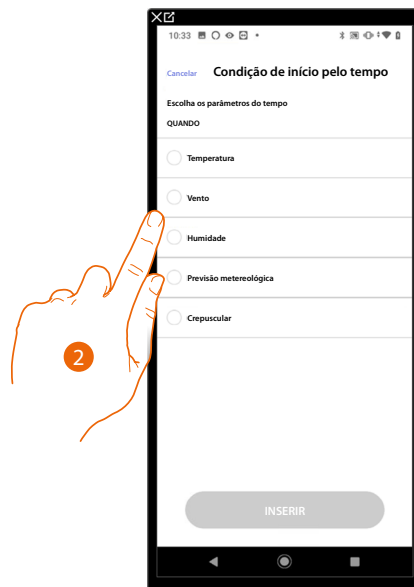 10:33
Cancelar Condição de início pelo tempo
Escolha os parâmetros do tempo
QUANDO
Temperatura
Vento
Humidade
Previsão metereológica
Crepuscular
2
INSERIR